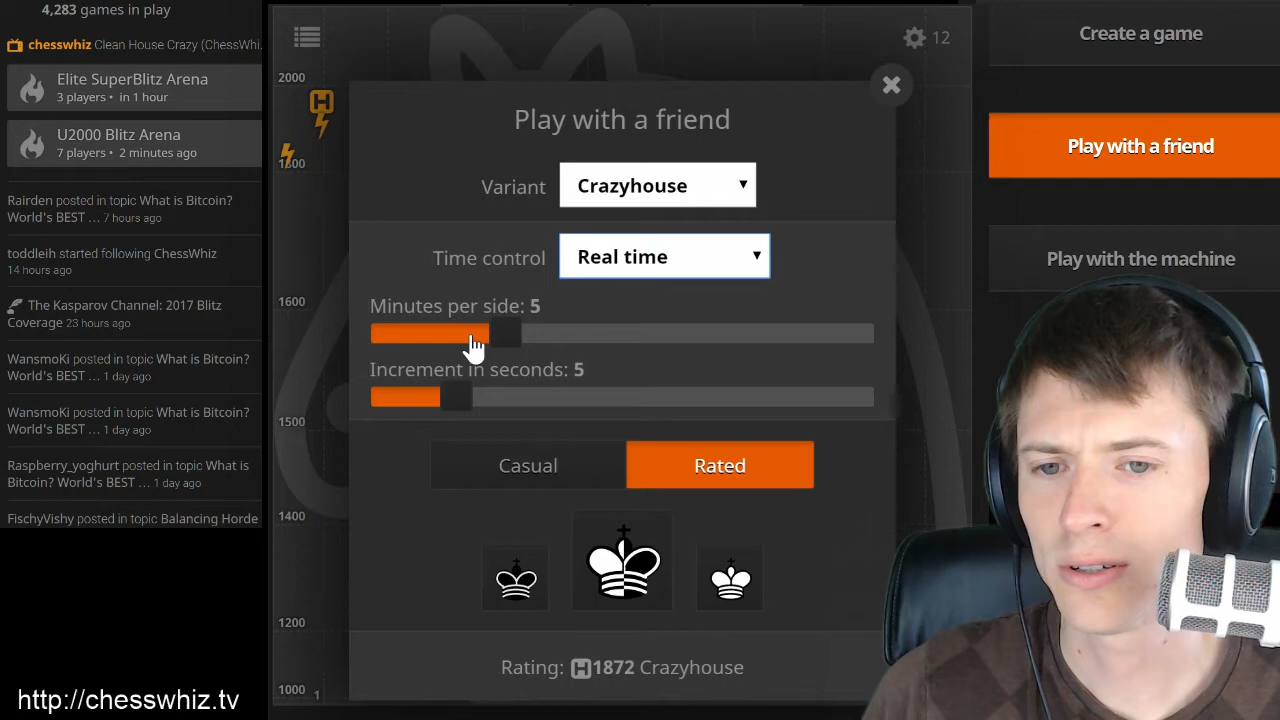 4,283 games in play
chesswhiz Clean House Crazy (ChessWhi.
Elite SuperBlitz Arena
3 players • in 1 hour
U2000 Blitz Arena
7 players • 2 minutes ago
Rairden posted in topic What is Bitcoin?
World's BEST ... 7 hours ago
toddleih started following ChessWhiz
14 hours ago
The Kasparov Channel: 2017 Blitz
Coverage 23 hours ago
WansmoKi posted in topic What is Bitcoin?
World's BEST ... 1 day ago
WansmoKi posted in topic What is Bitcoin?
World's BEST ... 1 day ago
Raspberry_yoghurt posted in topic What is
Bitcoin? World's BEST ... 1 day ago
FischyVishy posted in topic Balancing Horde
http://chesswhiz.tv
12
2000
1800
1600
1500
1400
1200
1000
1
H
Play with a friend
Variant Crazyhouse
Time control Real time
Minutes per side: 5
Increment in seconds: 5
Casual Rated
Rating: H 1872 Crazyhouse
Create a game
Play with a friend
Play with the machine